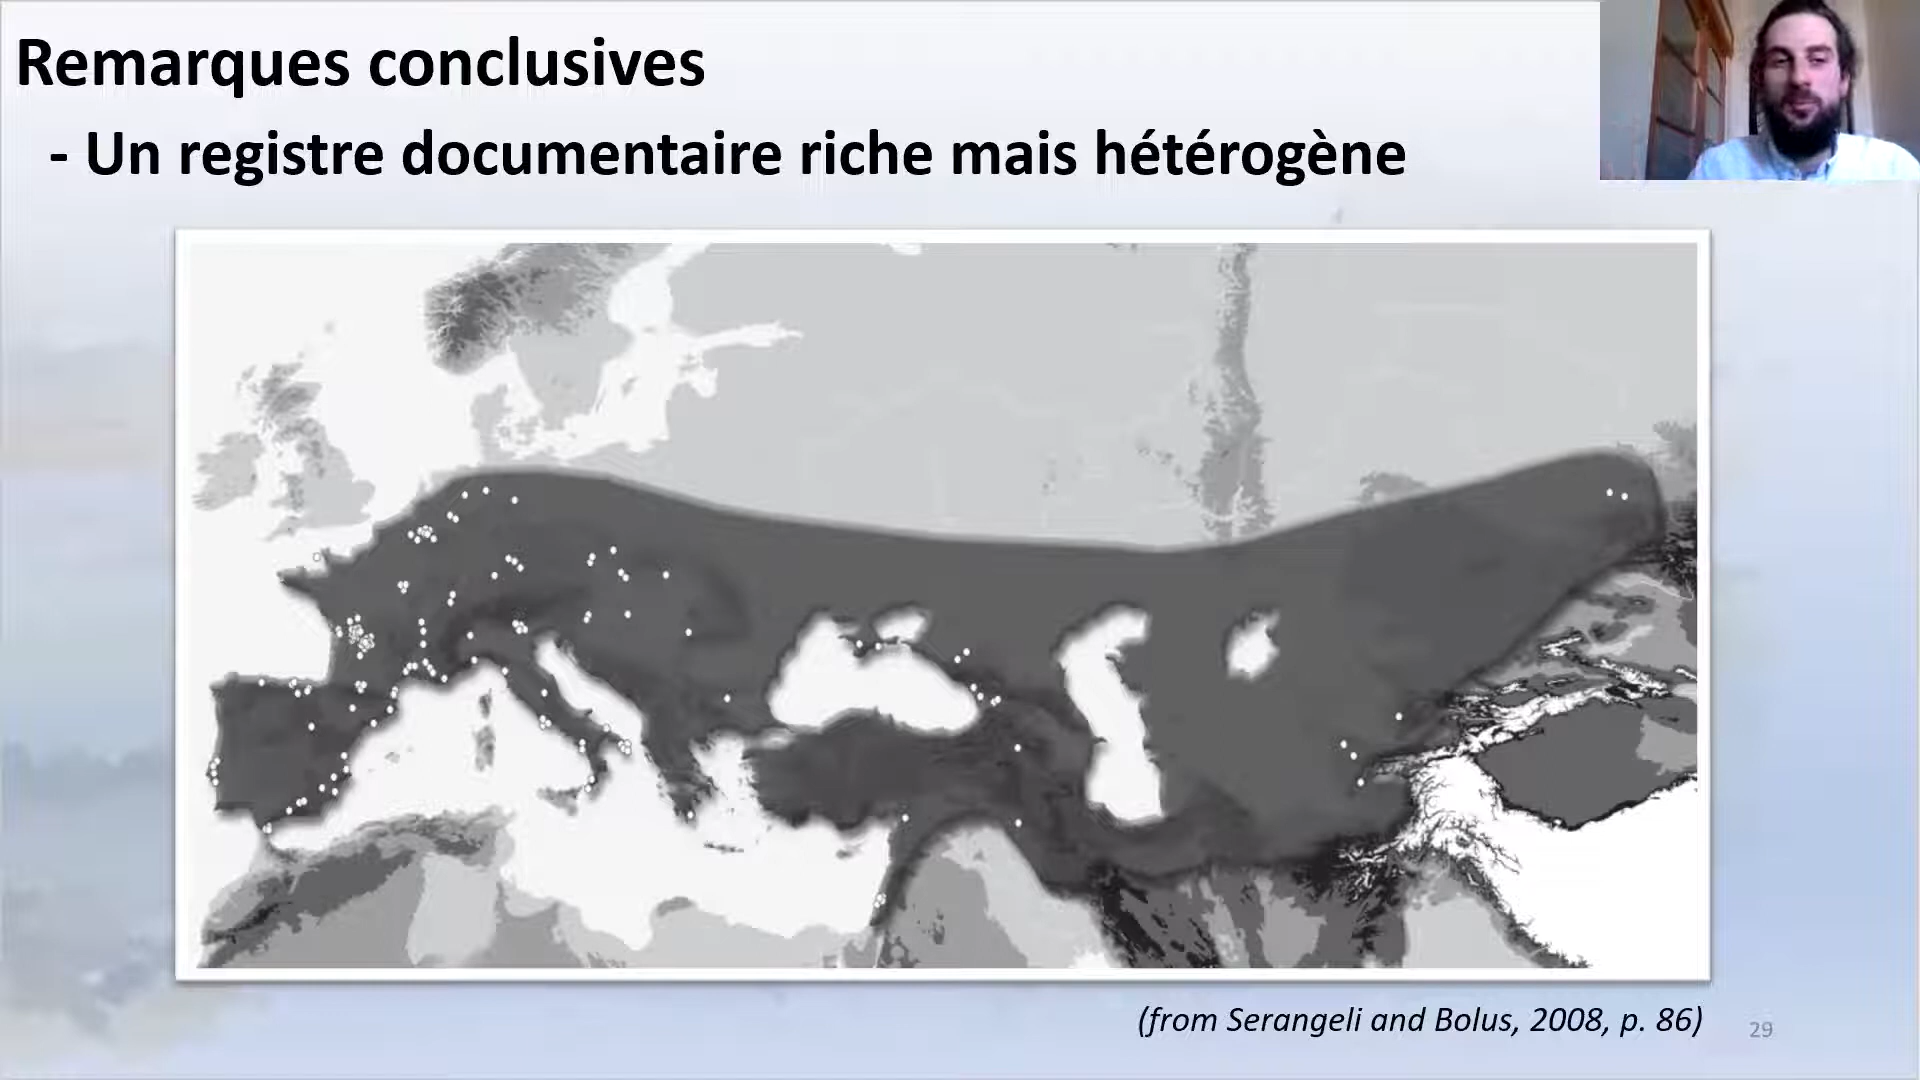 Remarques conclusives
- Un registre documentaire riche mais hétérogène
(from Serangeli and Bolus, 2008, p. 86)
29